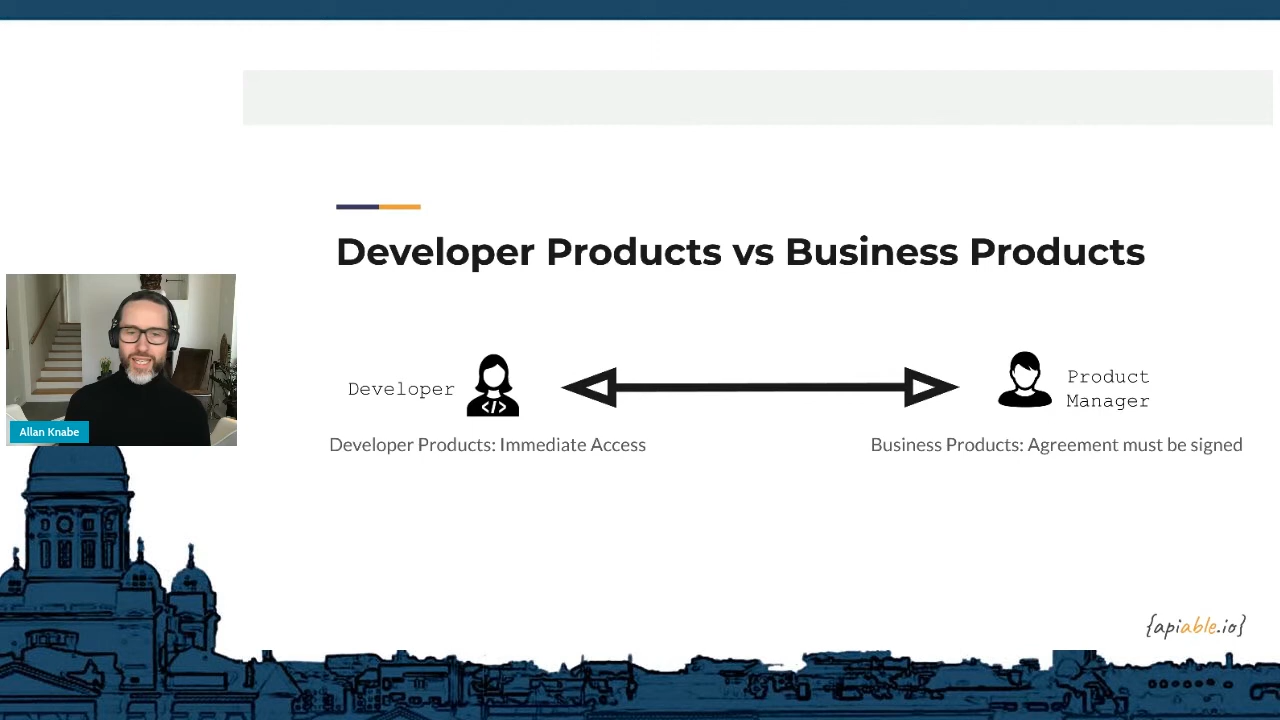 Developer Products vs Business Products
Developer
</>
Product
Manager
Developer Products: Immediate Access
Business Products: Agreement must be signed
Allan Knabe
{apiable.io}